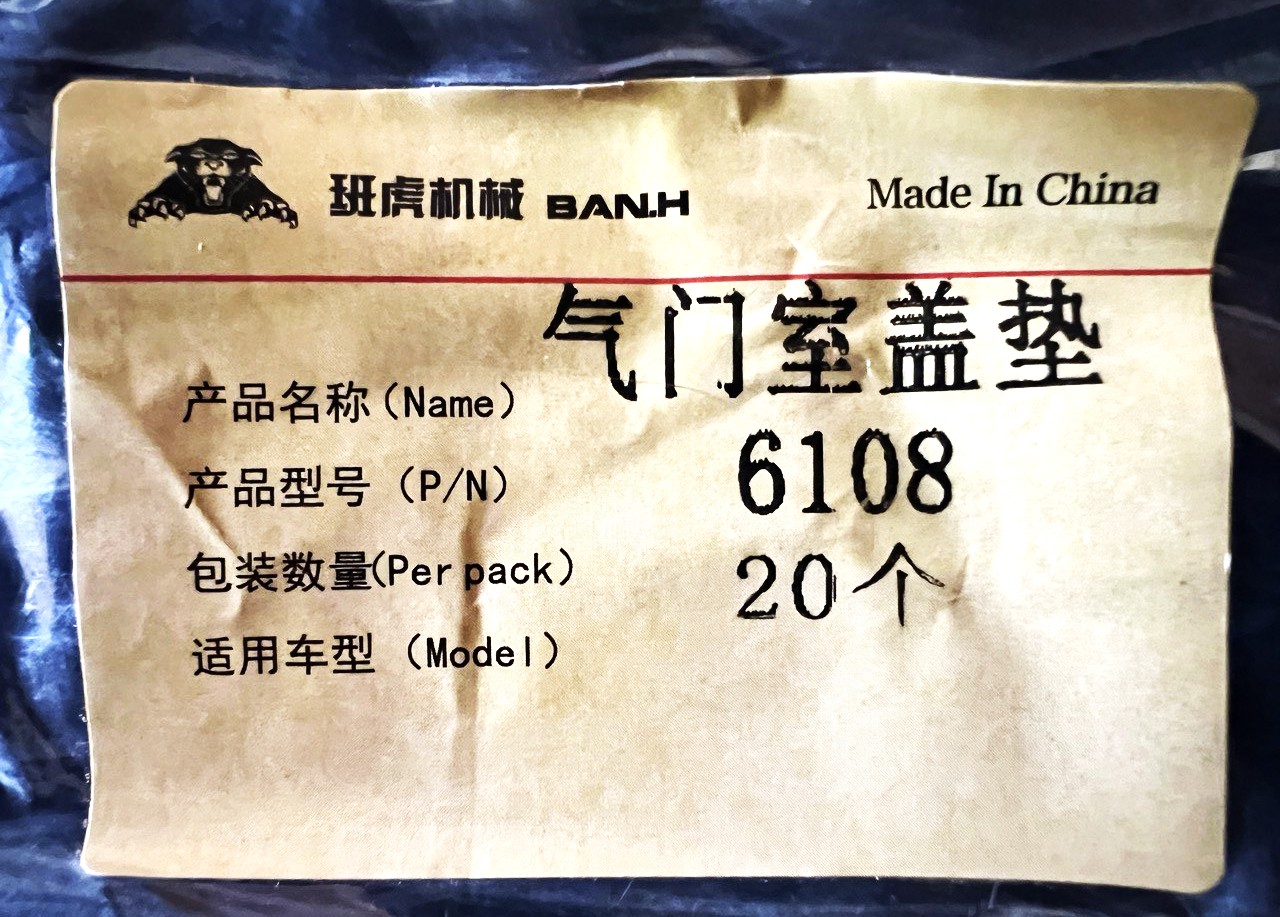 班虎机械 BAN.H Made In China
产品名称（Name） 气门室盖垫
产品型号（P/N） 6108
包装数量(Per pack） 20个
适用车型（Model）